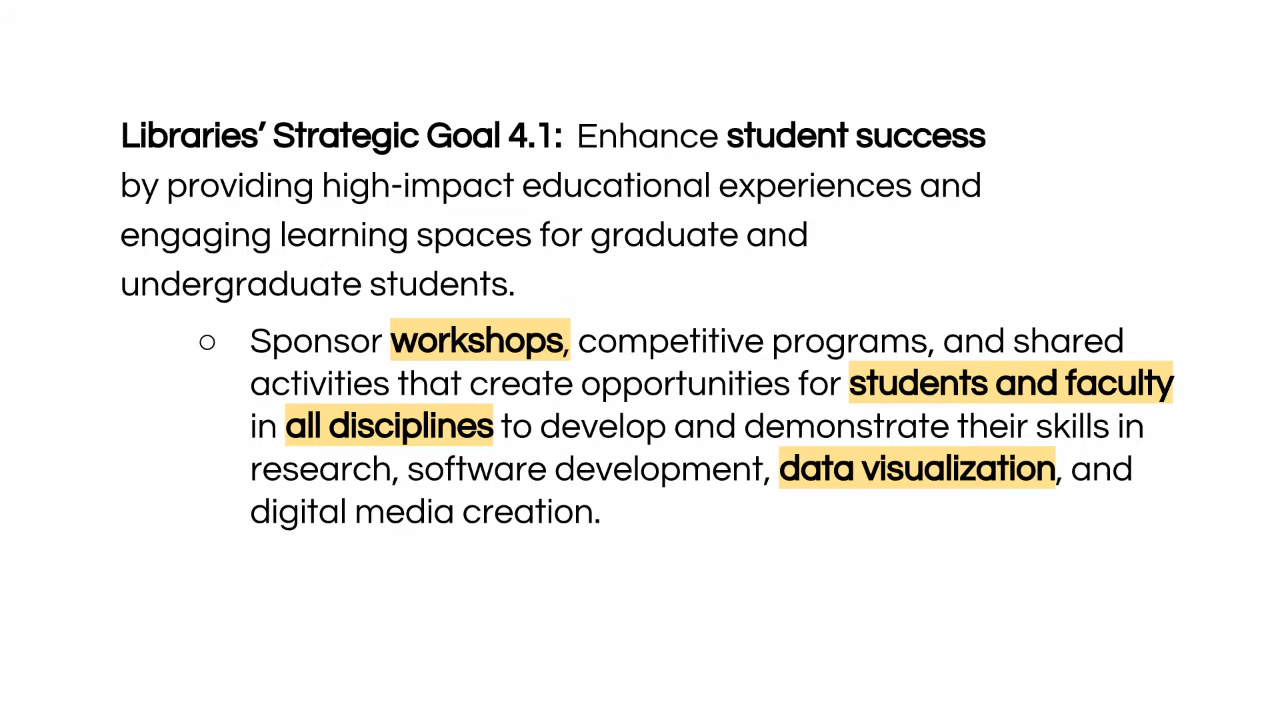 Libraries’ Strategic Goal 4.1: Enhance student success
by providing high-impact educational experiences and
engaging learning spaces for graduate and
undergraduate students.
○ Sponsor workshops, competitive programs, and shared
activities that create opportunities for students and faculty
in all disciplines to develop and demonstrate their skills in
research, software development, data visualization, and
digital media creation.